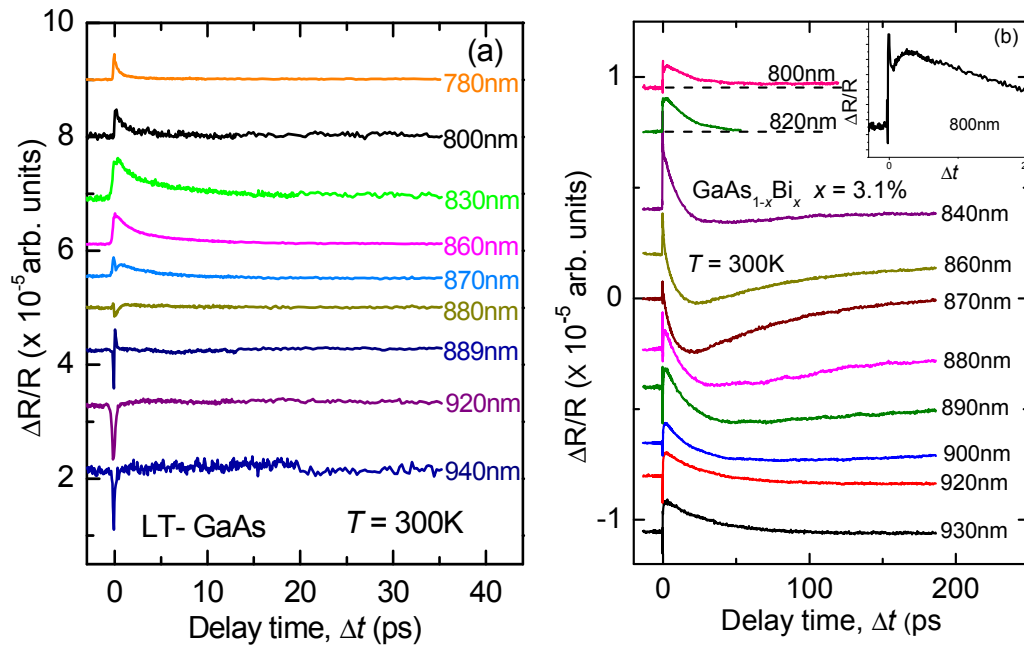 (a)
10
8
6
4
2
ΔR/R (x 10⁻⁵ arb. units)
780nm
800nm
830nm
860nm
870nm
880nm
889nm
920nm
940nm
LT- GaAs T = 300K
0 10 20 30 40
Delay time, Δt (ps)
(b)
1
0
-1
ΔR/R (x 10⁻⁵ arb. units)
800nm
820nm
GaAs₁₋ₓBiₓ x = 3.1%
840nm
T = 300K
860nm
870nm
880nm
890nm
900nm
920nm
930nm
0 100 200
Delay time, Δt (ps
ΔR/R
800nm
0 2
Δt